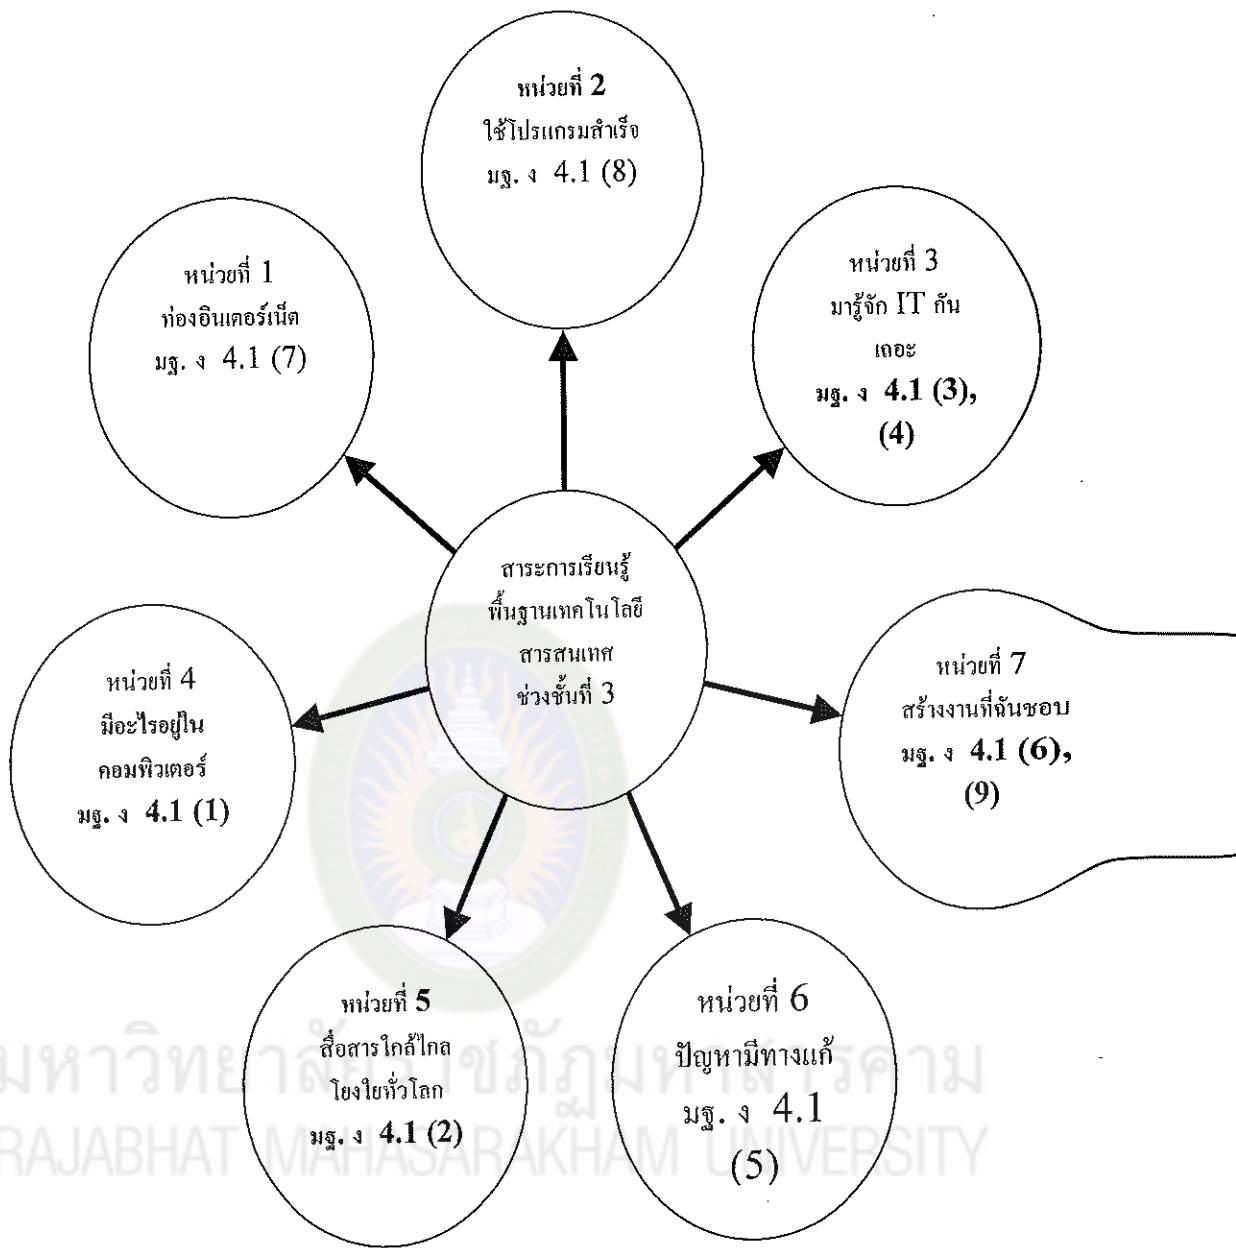 หน่วยที่ 2
ใช้โปรแกรมสำเร็จ
มฐ. ง 4.1 (8)
หน่วยที่ 1
ท่องอินเตอร์เน็ต
มฐ. ง 4.1 (7)
หน่วยที่ 3
มารู้จัก IT กัน
เถอะ
มฐ. ง 4.1 (3),
(4)
สาระการเรียนรู้
พื้นฐานเทคโนโลยี
สารสนเทศ
ช่วงชั้นที่ 3
หน่วยที่ 4
มีอะไรอยู่ใน
คอมพิวเตอร์
มฐ. ง 4.1 (1)
หน่วยที่ 7
สร้างงานที่ฉันชอบ
มฐ. ง 4.1 (6),
(9)
หน่วยที่ 5
สื่อสารใกล้ไกล
โยงใยทั่วโลก
มฐ. ง 4.1 (2)
หน่วยที่ 6
ปัญหามีทางแก้
มฐ. ง 4.1
(5)
มหาวิทยาลัยราชภัฏมหาสารคาม
RAJABHAT MAHASARAKHAM UNIVERSITY